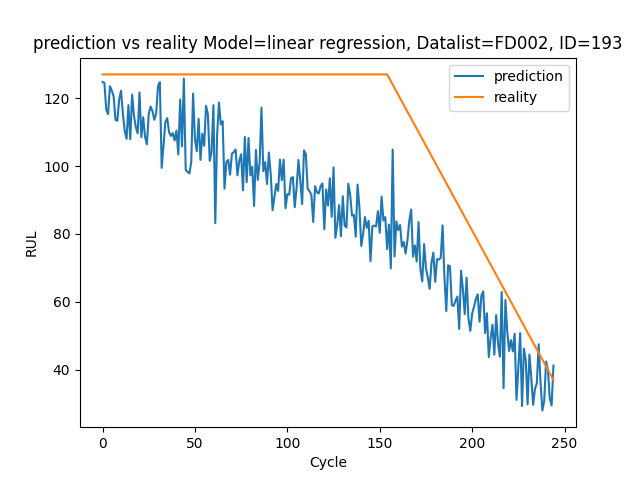 prediction vs reality Model=linear regression, Datalist=FD002, ID=193
prediction
reality
120
100
80
60
40
RUL
0
50
100
150
200
250
Cycle